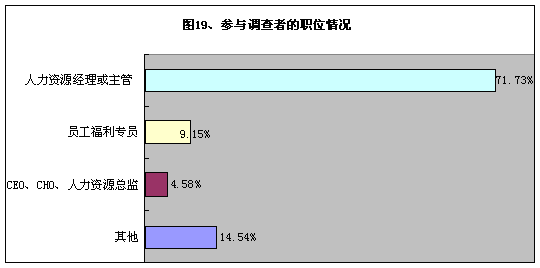 图19、参与调查者的职位情况
人力资源经理或主管
71.73%
员工福利专员
9.15%
CEO、CHO、人力资源总监
4.58%
其他
14.54%